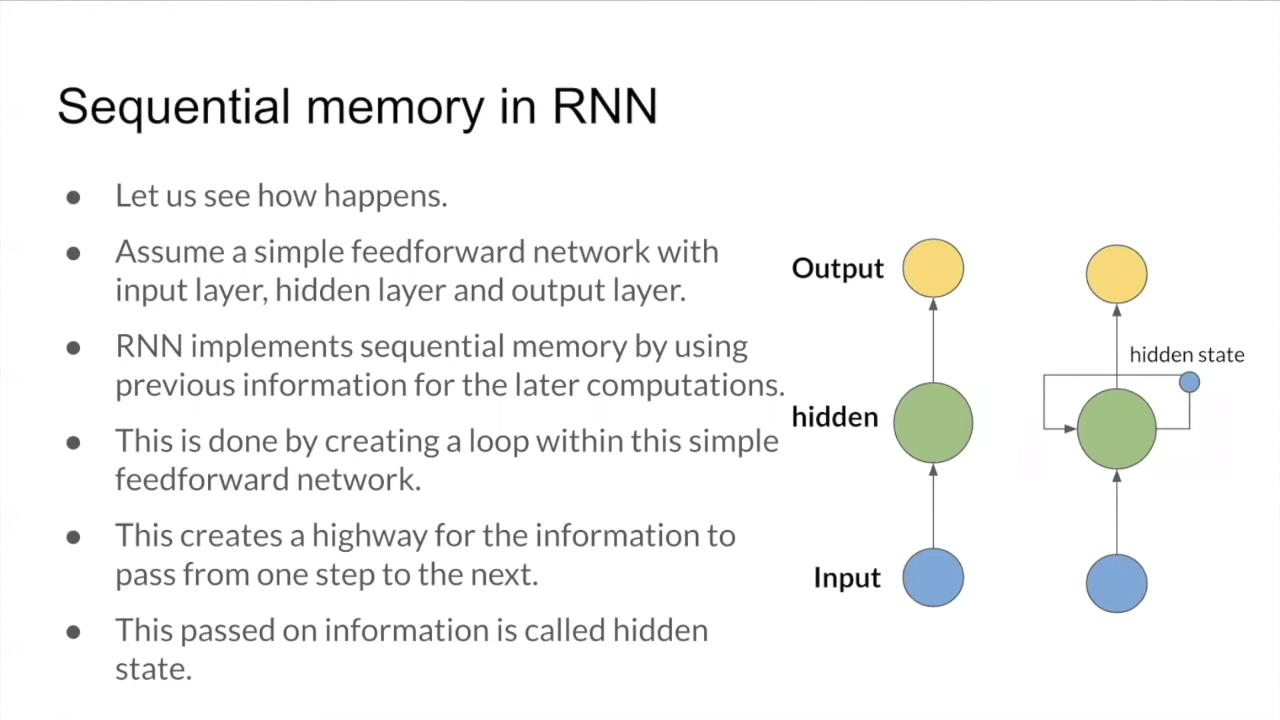 Sequential memory in RNN
● Let us see how happens.
● Assume a simple feedforward network with
input layer, hidden layer and output layer.
● RNN implements sequential memory by using
previous information for the later computations.
● This is done by creating a loop within this simple
feedforward network.
● This creates a highway for the information to
pass from one step to the next.
● This passed on information is called hidden
state.
Output
hidden state
hidden
Input